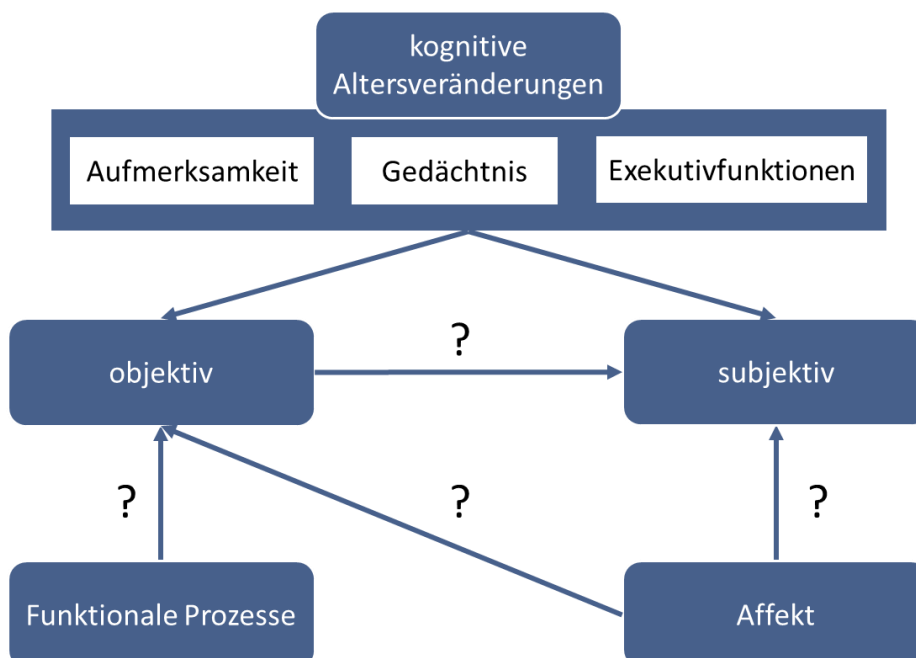 kognitive
Altersveränderungen
Aufmerksamkeit
Gedächtnis
Exekutivfunktionen
?
objektiv
subjektiv
?
?
?
Funktionale Prozesse
Affekt